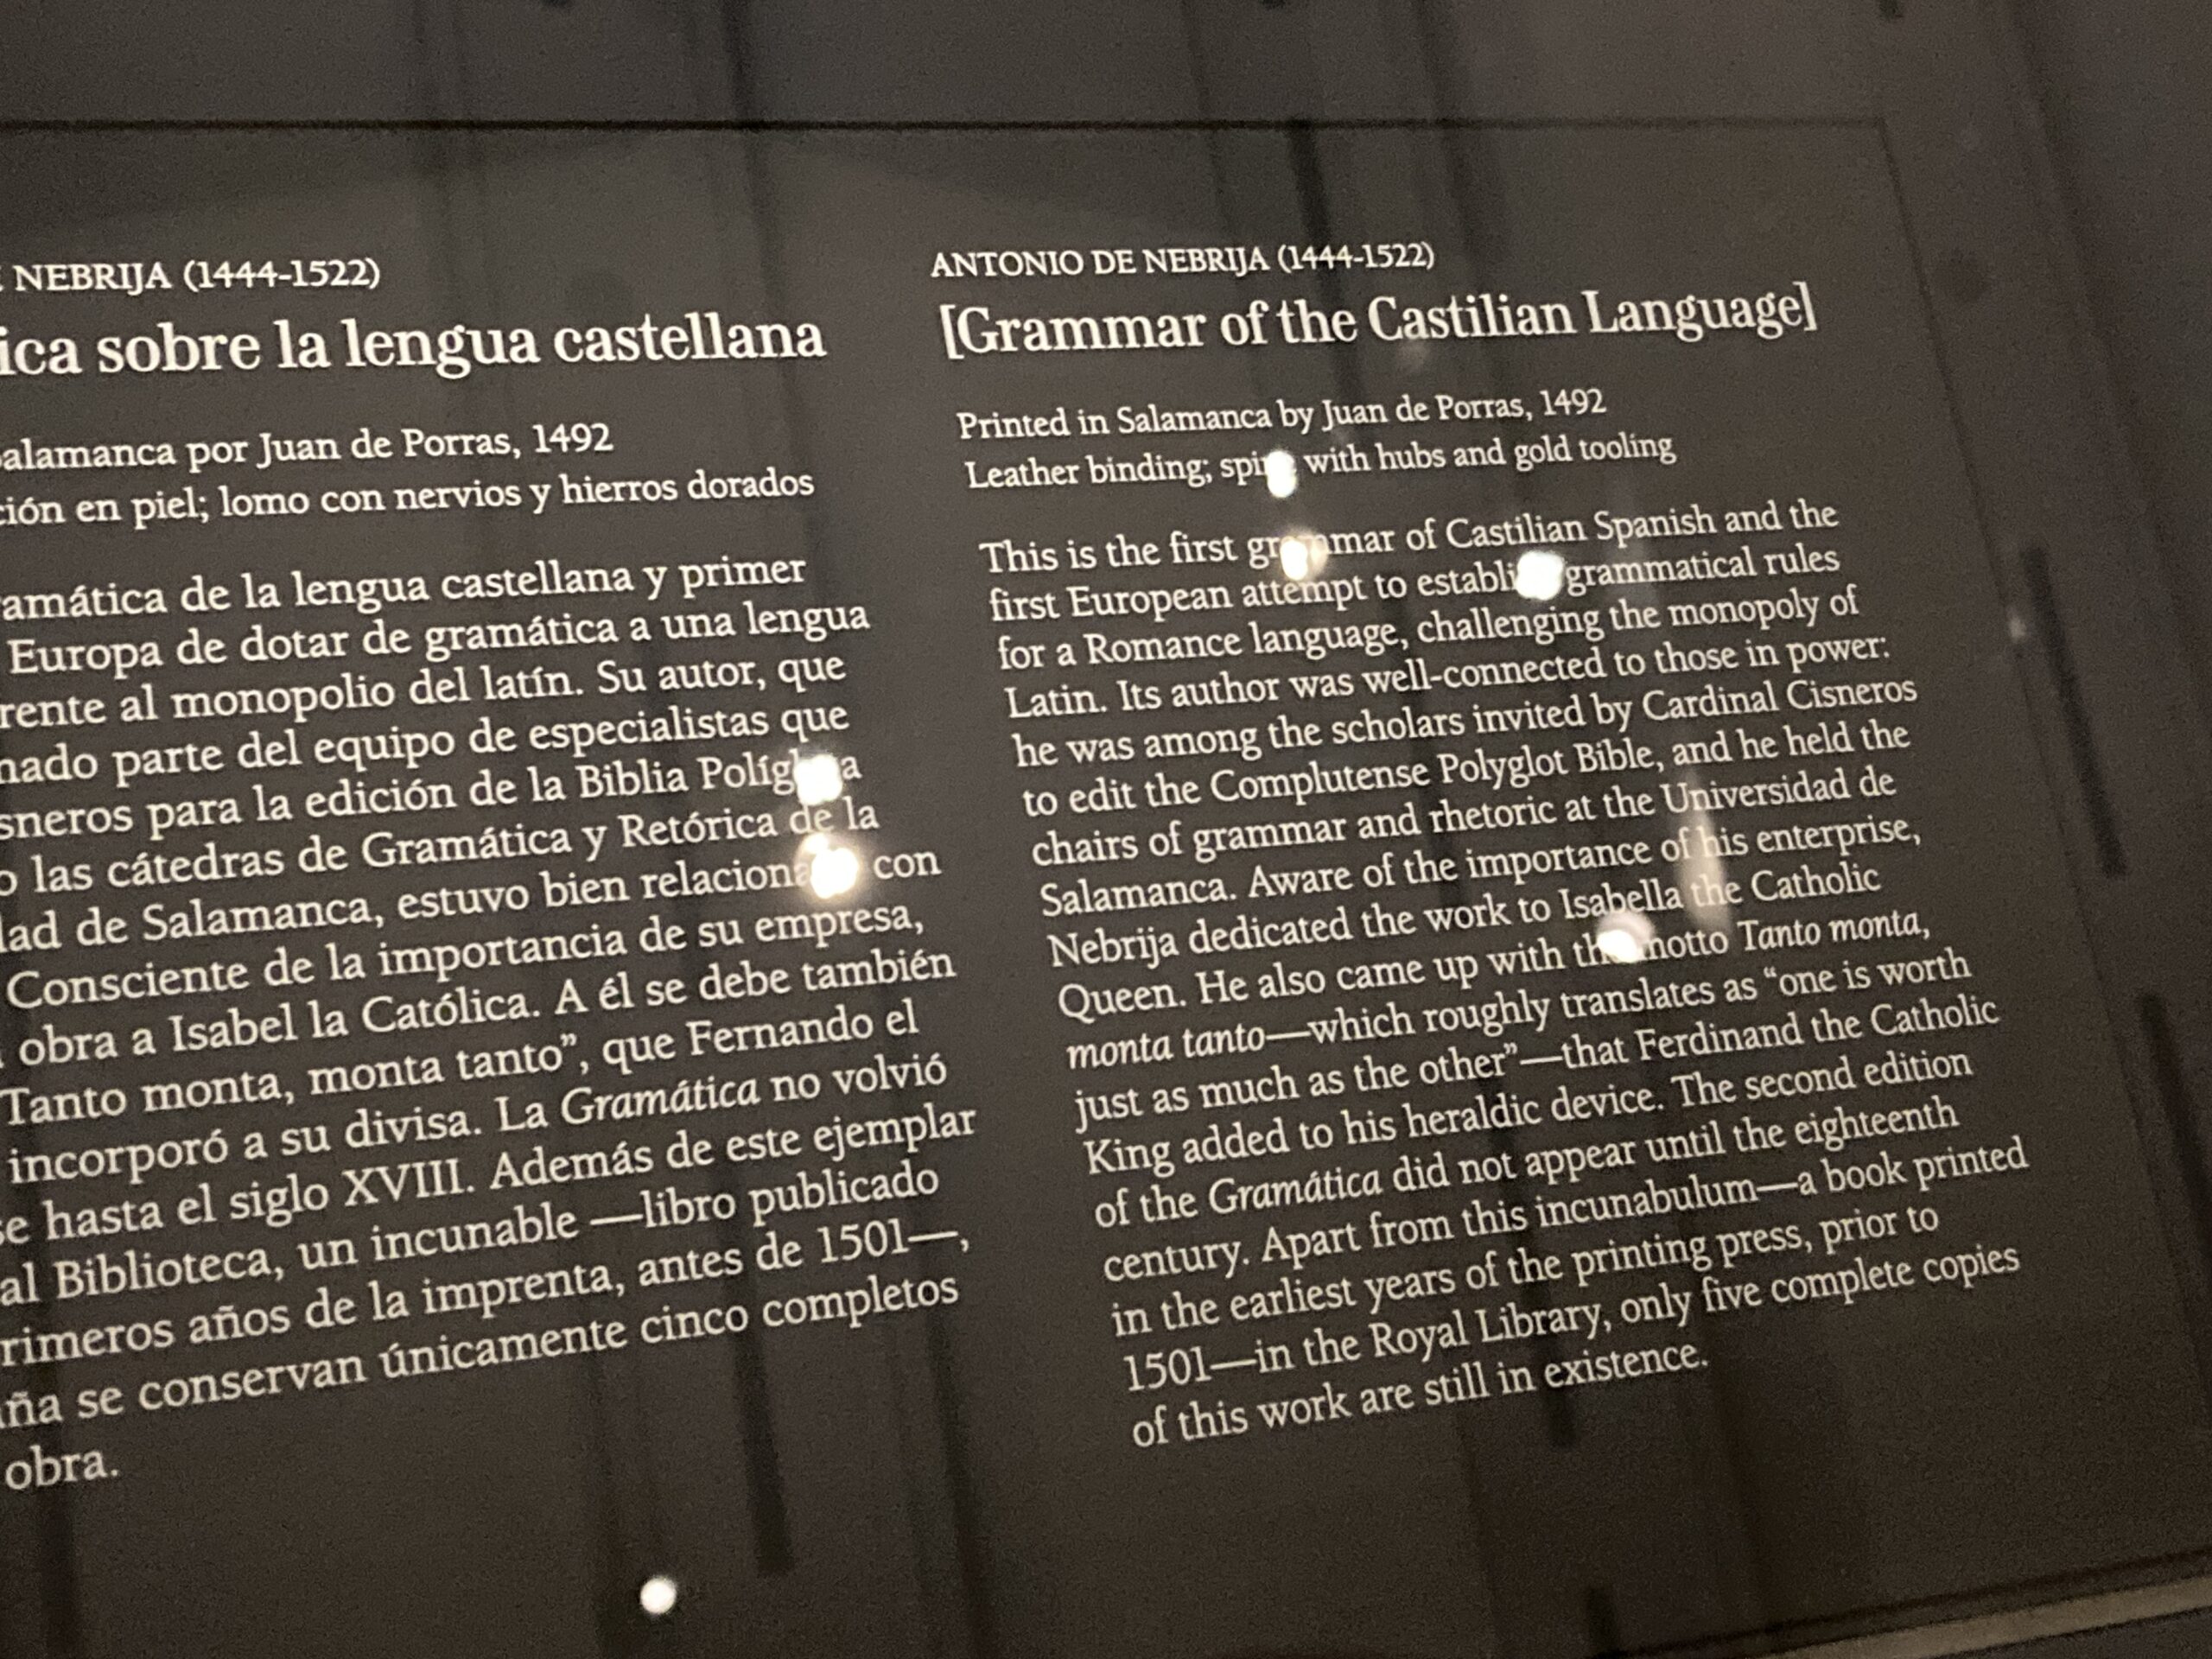 NEBRIJA (1444-1522)
sobre la lengua castellana
por Juan de Porras, 1492
en piel; lomo con nervios y hierros dorados
de la lengua castellana y primer
Europa de dotar de gramática a una lengua
al monopolio del latín. Su autor, que
parte del equipo de especialistas que
para la edición de la Biblia
las cátedras de Gramática y Retórica de la
de Salamanca, estuvo bien con
Consciente de la importancia de su empresa,
obra a Isabel la Católica. A él se debe también
Tanto monta, monta tanto”, que Fernando el
incorporó a su divisa. La Gramática no volvió
hasta el siglo XVIII. Además de este ejemplar
Biblioteca, un incunable —libro publicado
años de la imprenta, antes de 1501—,
se conservan únicamente cinco completos
obra.
ANTONIO DE NEBRIJA (1444-1522)
[Grammar of the Castilian Language]
Printed in Salamanca by Juan de Porras, 1492
Leather binding; with hubs and gold tooling
This is the first grammar of Castilian Spanish and the
first European attempt to grammatical rules
for a Romance language, challenging the monopoly of
Latin. Its author was well-connected to those in power:
he was among the scholars invited by Cardinal Cisneros
to edit the Complutense Polyglot Bible, and he held the
chairs of grammar and rhetoric at the Universidad de
Salamanca. Aware of the importance of his enterprise,
Nebrija dedicated the work to Isabella the Catholic
Queen. He also came up with the motto Tanto monta,
monta tanto—which roughly translates as “one is worth
just as much as the other”—that Ferdinand the Catholic
King added to his heraldic device. The second edition
of the Gramática did not appear until the eighteenth
century. Apart from this incunabulum—a book printed
in the earliest years of the printing press, prior to
1501—in the Royal Library, only five complete copies
of this work are still in existence.